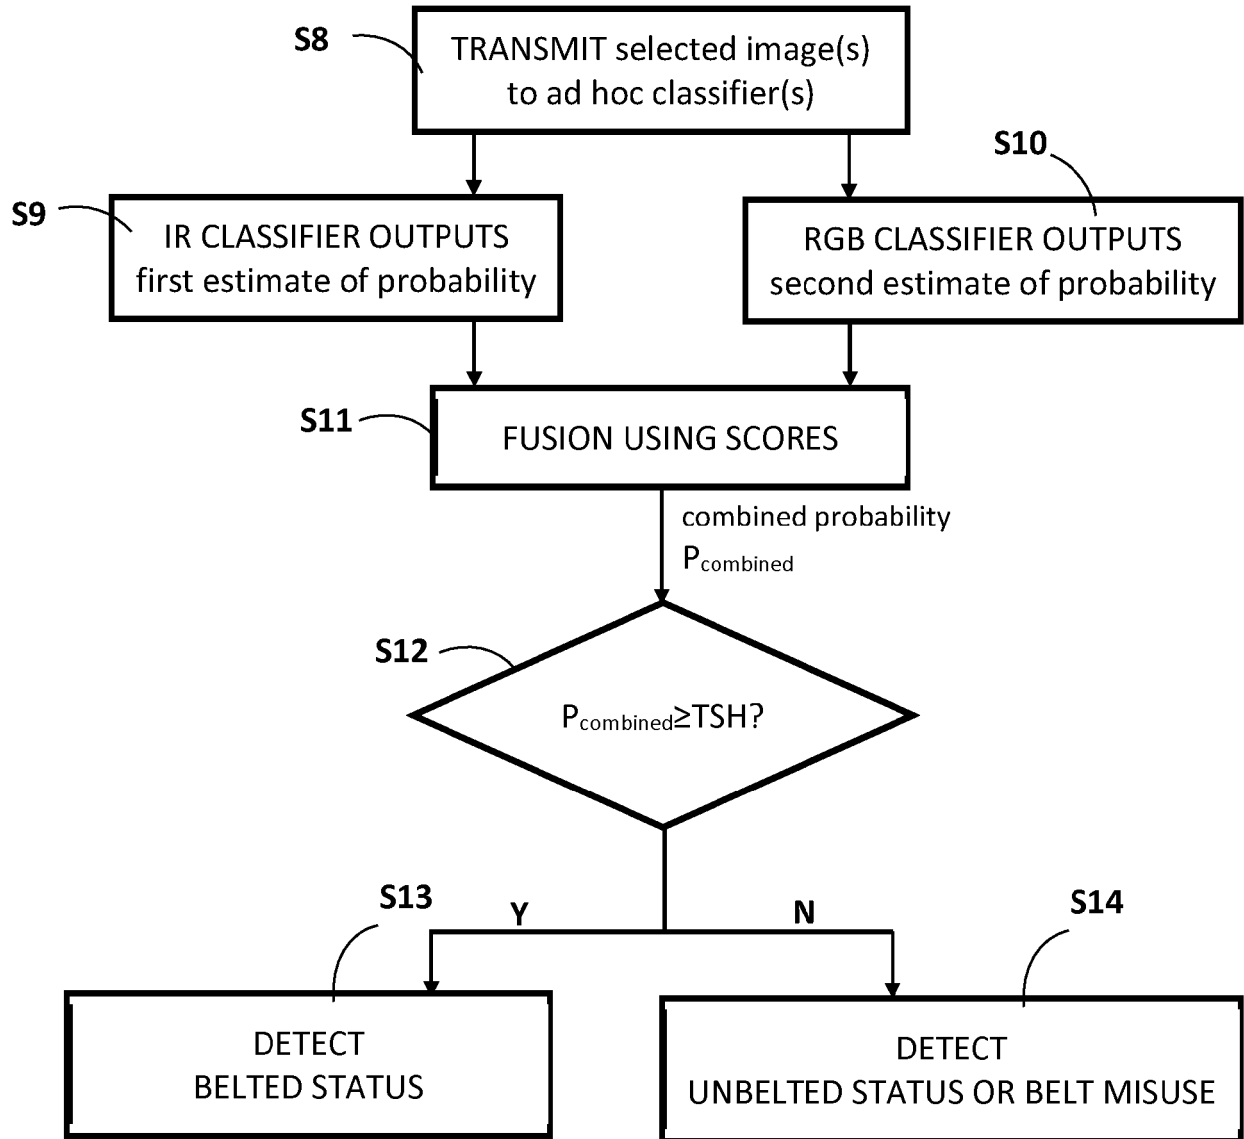 S8
TRANSMIT selected image(s)
to ad hoc classifier(s)
S9
IR CLASSIFIER OUTPUTS
first estimate of probability
S10
RGB CLASSIFIER OUTPUTS
second estimate of probability
S11
FUSION USING SCORES
combined probability
Pcombined
S12
Pcombined≥TSH?
Y
N
S13
DETECT
BELTED STATUS
S14
DETECT
UNBELTED STATUS OR BELT MISUSE